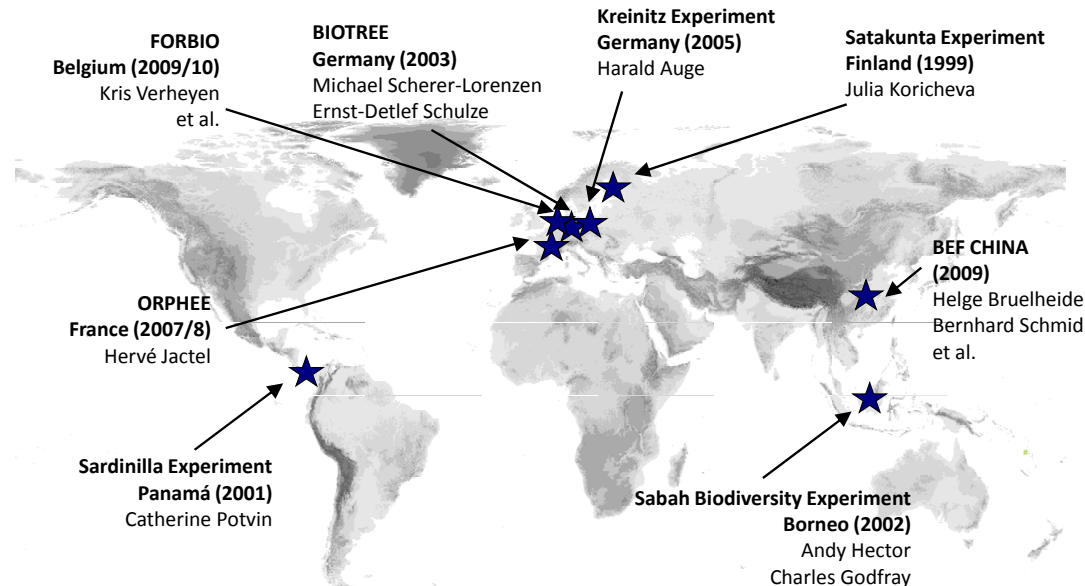 FORBIO
Belgium (2009/10)
Kris Verheyen
et al.
BIOTREE
Germany (2003)
Michael Scherer-Lorenzen
Ernst-Detlef Schulze
Kreinitz Experiment
Germany (2005)
Harald Auge
Satakunta Experiment
Finland (1999)
Julia Koricheva
BEF CHINA
(2009)
Helge Bruelheide
Bernhard Schmid
et al.
ORPHEE
France (2007/8)
Hervé Jactel
Sardinilla Experiment
Panamá (2001)
Catherine Potvin
Sabah Biodiversity Experiment
Borneo (2002)
Andy Hector
Charles Godfray